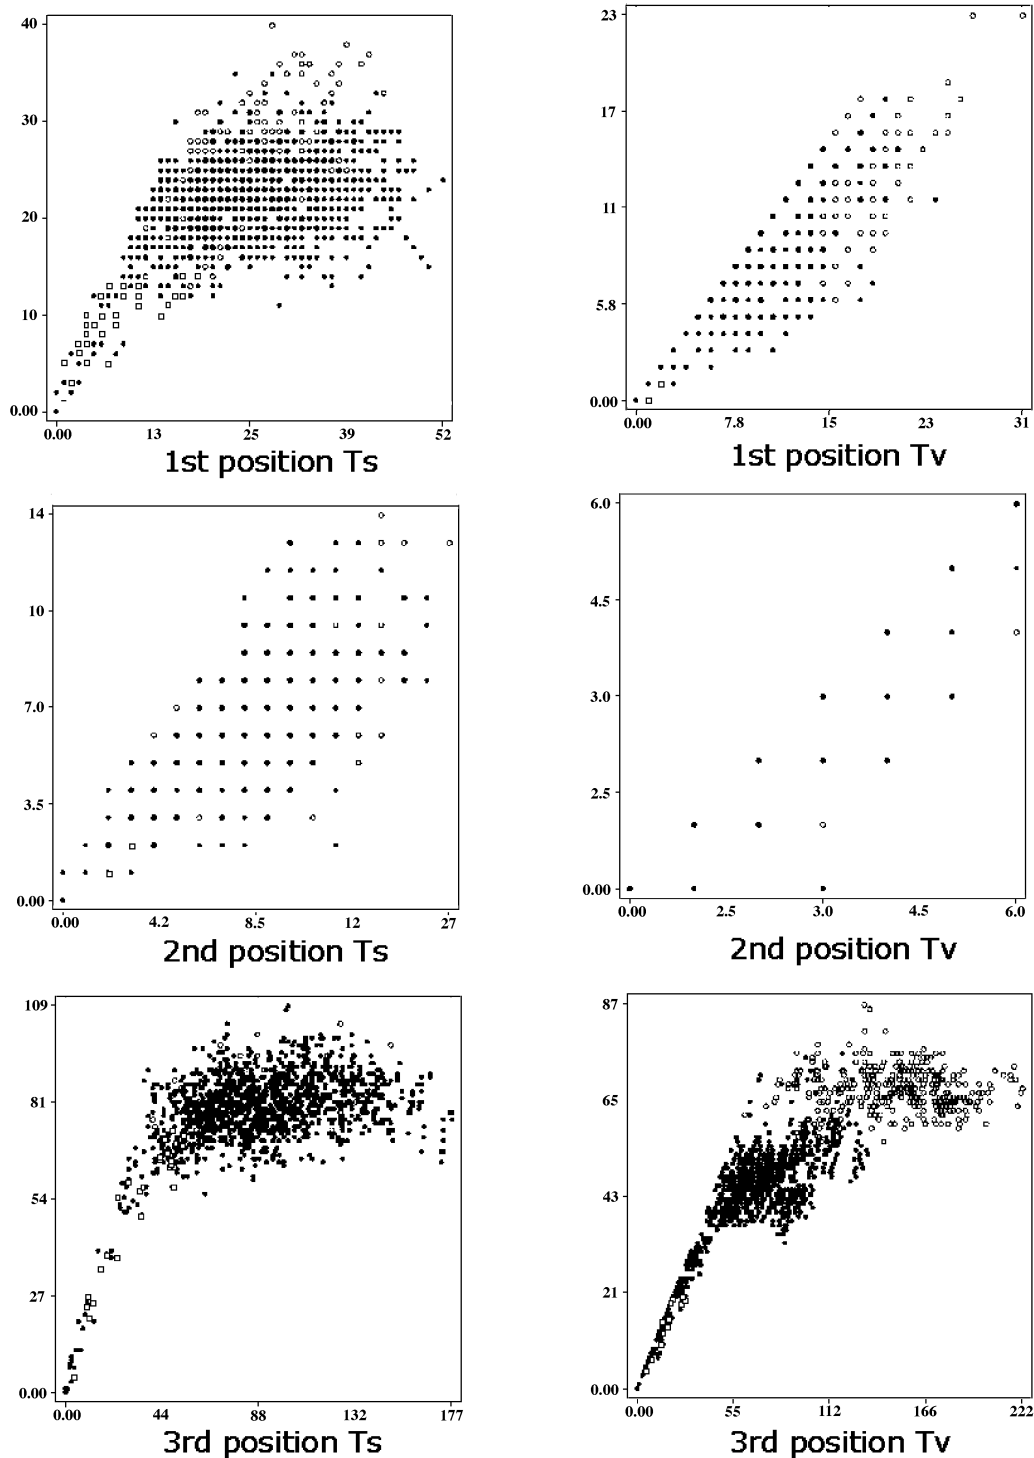 40
30
20
10
0.00
0.00 13 25 39 52
1st position Ts
23
17
11
5.8
0.00
0.00 7.8 15 23 31
1st position Tv
14
10
7.0
3.5
0.00
0.00 4.2 8.5 12 27
2nd position Ts
6.0
4.5
3.0
2.5
0.00
0.00 2.5 3.0 4.5 6.0
2nd position Tv
109
81
54
27
0.00
0.00 44 88 132 177
3rd position Ts
87
65
43
21
0.00
0.00 55 112 166 222
3rd position Tv